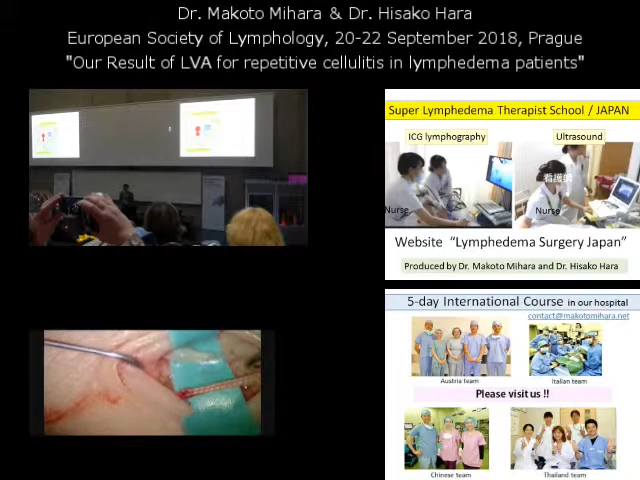 Dr. Makoto Mihara & Dr. Hisako Hara
European Society of Lymphology, 20-22 September 2018, Prague
"Our Result of LVA for repetitive cellulitis in lymphedema patients"
Super Lymphedema Therapist School / JAPAN
ICG lymphography
Ultrasound
看護師
Nurse
Nurse
Website “Lymphedema Surgery Japan”
Produced by Dr. Makoto Mihara and Dr. Hisako Hara
5-day International Course in our hospital
contact@makotomihara.net
Austria team
Italian team
Please visit us !!
Chinese team
Thailand team